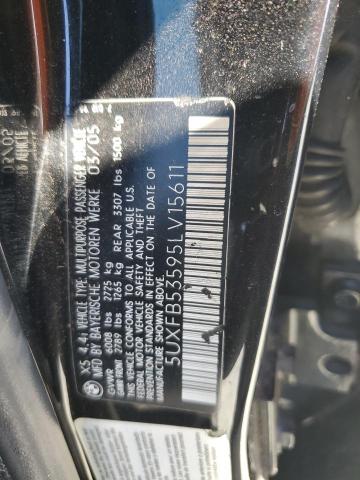 X5 4.4i VEHICLE TYPE MULTIPURPOSE PASSENGER VEHICLE
MFD BY BAYERISCHE MOTOREN WERKE 03/05
GVWR 6008 lbs 2725 kg
GAWR FRONT 2789 lbs 1265 kg REAR 3307 lbs 1500 kg
THIS VEHICLE CONFORMS TO ALL APPLICABLE
FEDERAL MOTOR VEHICLE SAFETY AND THEFT
PREVENTION STANDARDS IN EFFECT ON THE
DATE OF MANUFACTURE SHOWN ABOVE
5UXFB53595LV15611